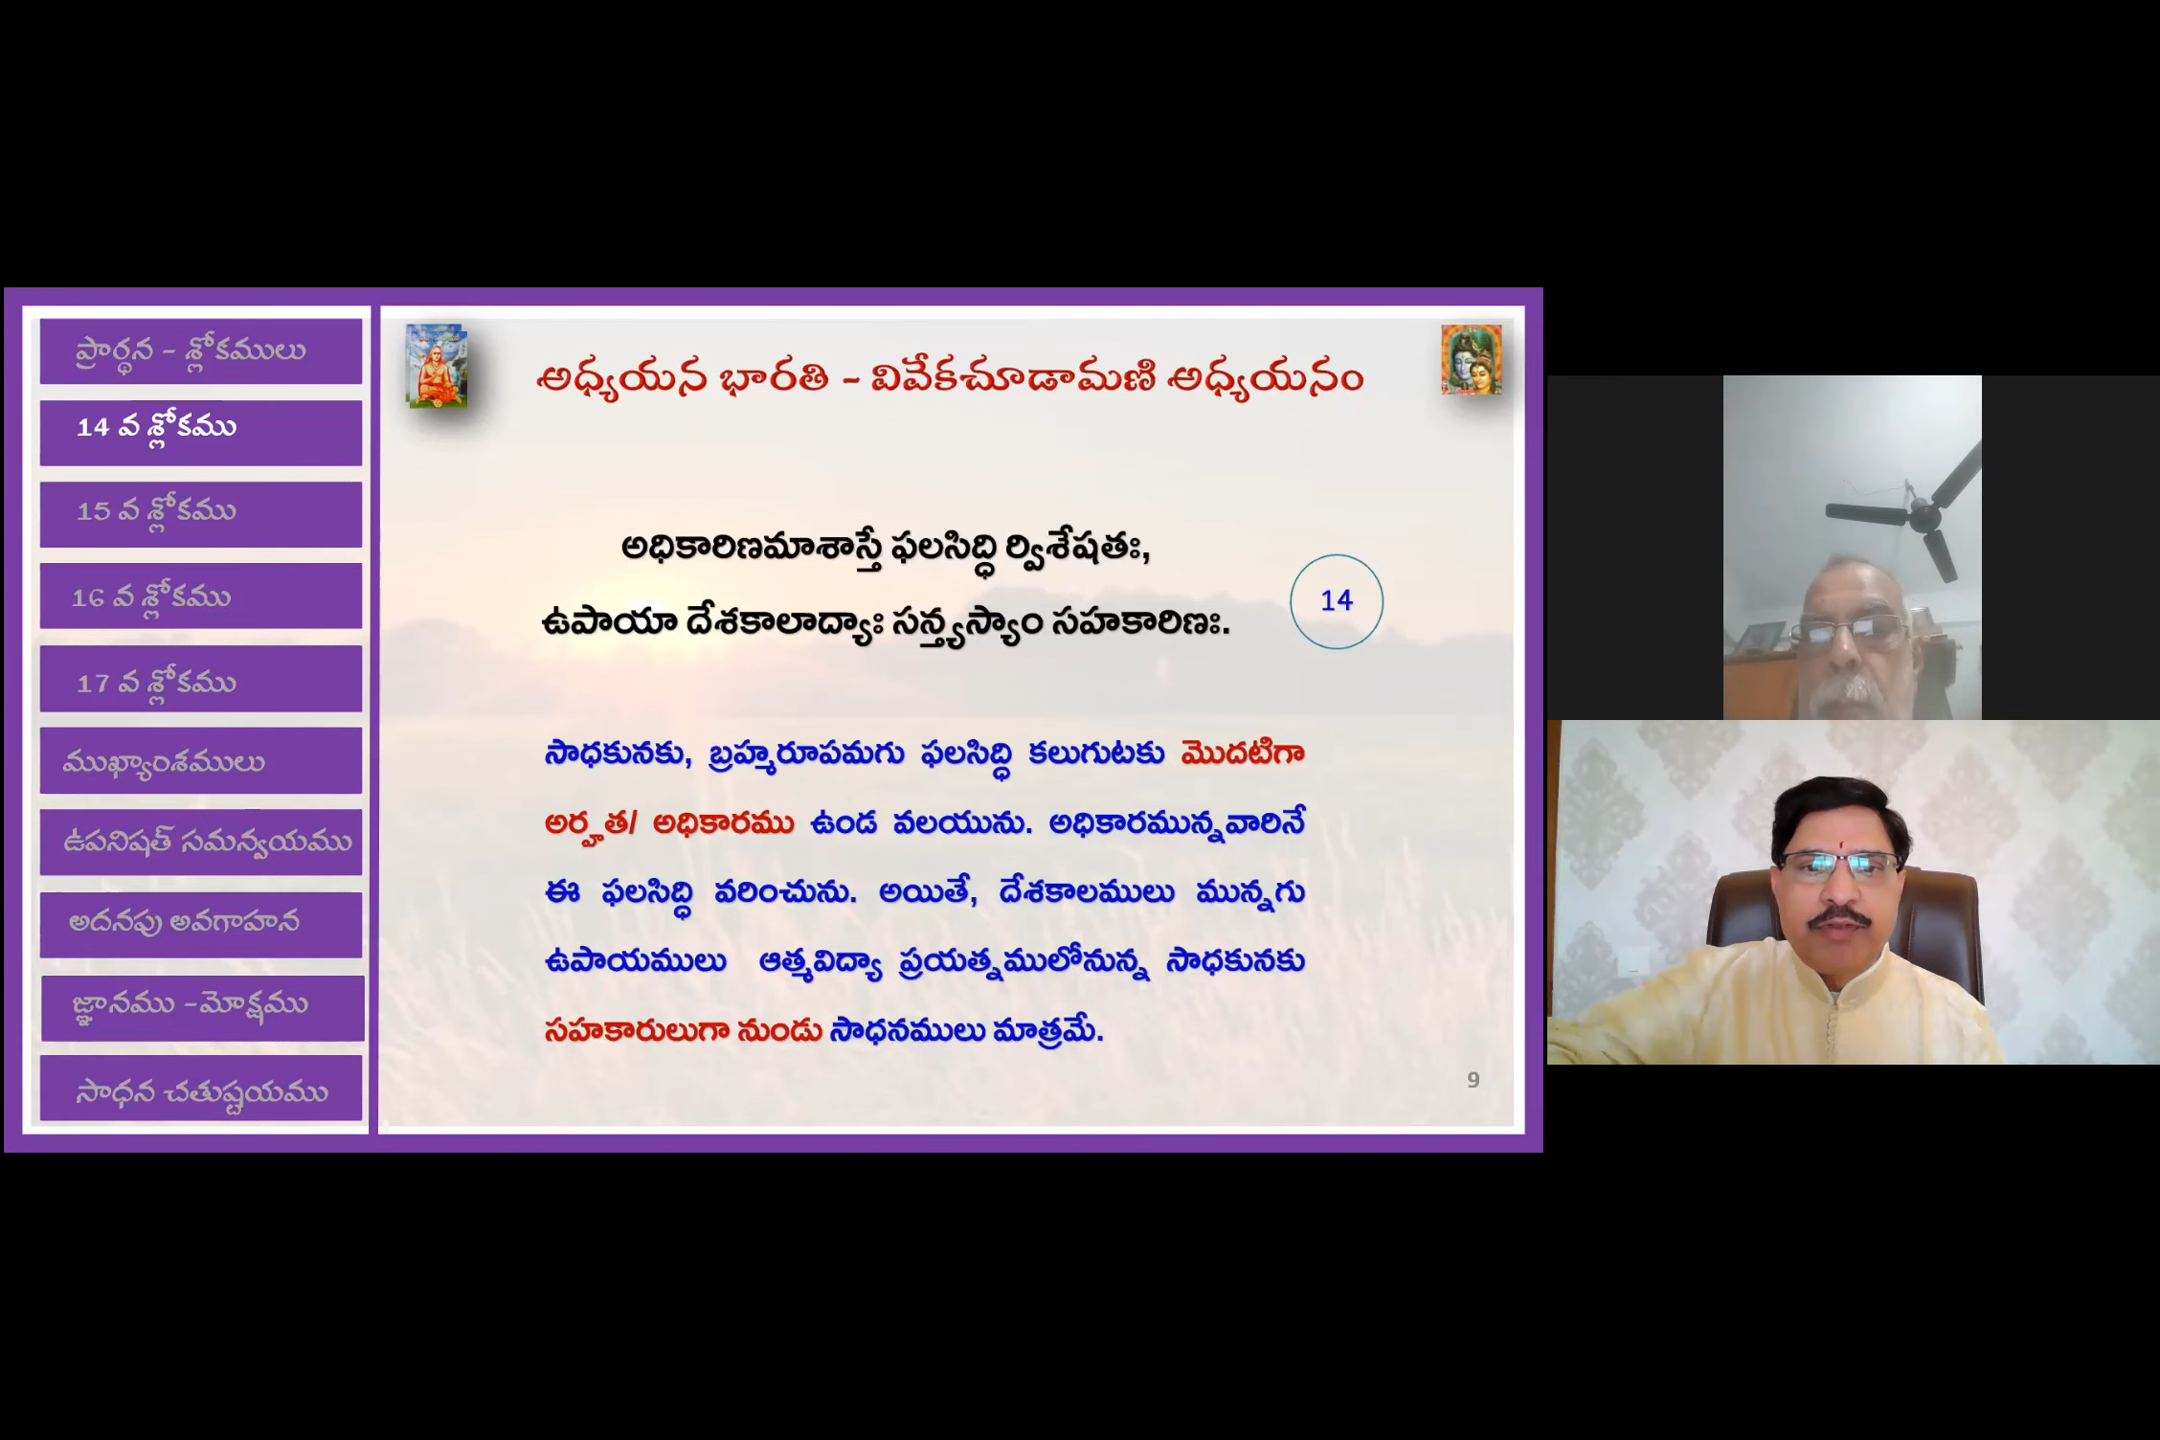 ప్రార్థన - శ్లోకములు
14 వ శ్లోకము
15 వ శ్లోకము
16 వ శ్లోకము
17 వ శ్లోకము
ముఖ్యాంశములు
ఉపనిషత్ సమన్వయము
అదనపు అవగాహన
జ్ఞానము -మోక్షము
సాధన చతుష్టయము
అధ్యయన భారతి - వివేకచూడామణి అధ్యయనం
అధికారిణమాశాస్తే ఫలసిద్ధి ర్విశేషతః,
ఉపాయా దేశకాలాద్యాః సన్త్యస్యాం సహకారిణః.
14
సాధకునకు, బ్రహ్మరూపమగు ఫలసిద్ధి కలుగుటకు మొదటిగా
అర్హత/ అధికారము ఉండ వలయును. అధికారమున్నవారినే
ఈ ఫలసిద్ధి వరించును. అయితే, దేశకాలములు మున్నగు
ఉపాయములు ఆత్మవిద్యా ప్రయత్నములోనున్న సాధకునకు
సహకారులుగా నుండు సాధనములు మాత్రమే.
9